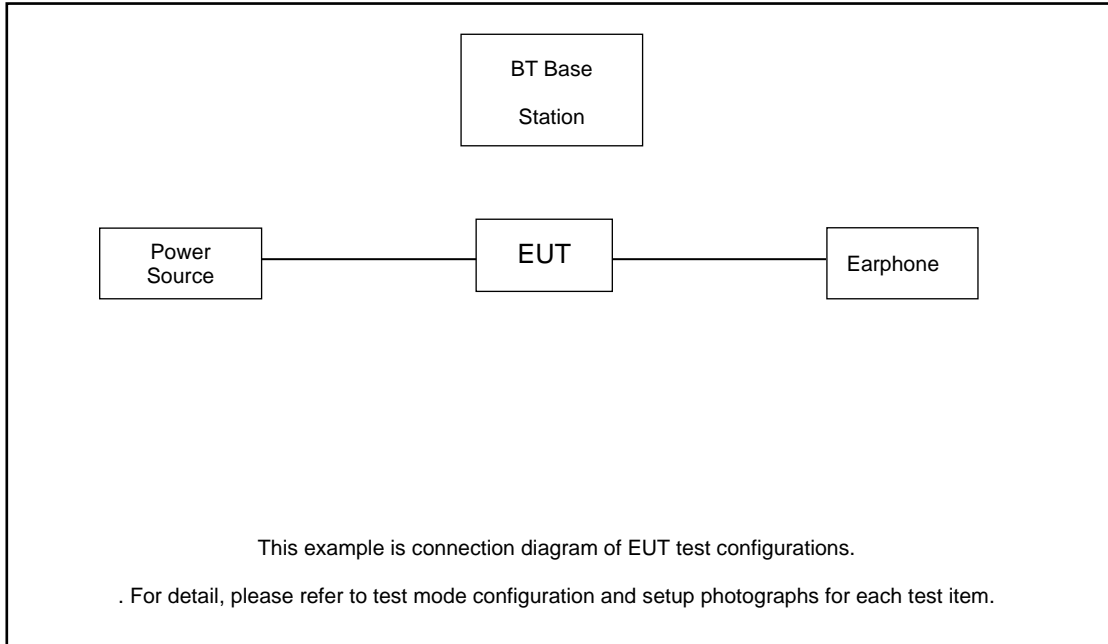 BT Base
Station
Power
Source
EUT
Earphone
This example is connection diagram of EUT test configurations.
. For detail, please refer to test mode configuration and setup photographs for each test item.